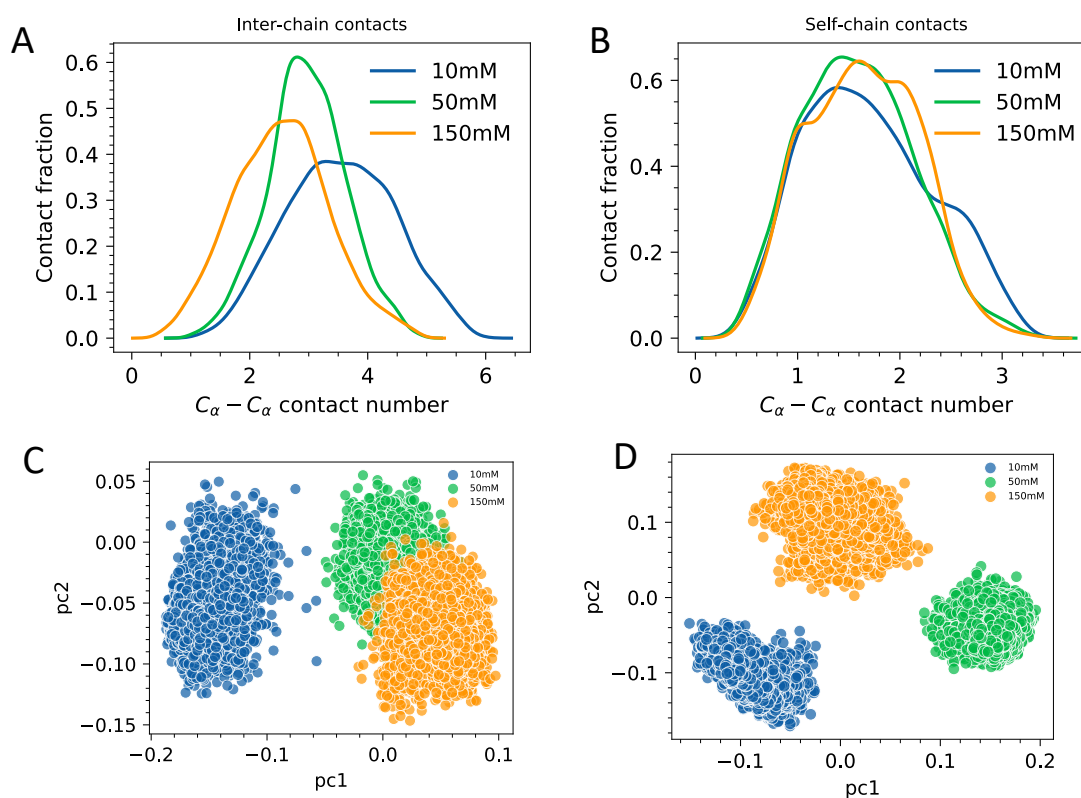 A
Inter-chain contacts
Contact fraction
0.6
0.5
0.4
0.3
0.2
0.1
0.0
10mM
50mM
150mM
0 2 4 6
Cα − Cα contact number
B
Self-chain contacts
Contact fraction
0.6
0.4
0.2
0.0
10mM
50mM
150mM
0 1 2 3
Cα − Cα contact number
C
pc2
0.05
0.00
−0.05
−0.10
−0.15
10mM
50mM
150mM
−0.2 −0.1 0.0 0.1
pc1
D
pc2
0.1
0.0
−0.1
10mM
50mM
150mM
−0.1 0.0 0.1 0.2
pc1